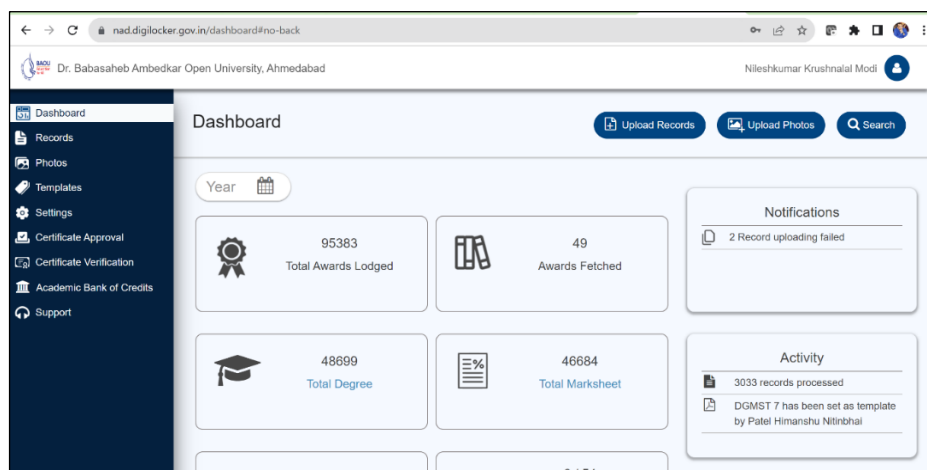 nad.digilocker.gov.in/dashboard#no-back
BAOU
Dr. Babasaheb Ambedkar Open University, Ahmedabad
Nileshkumar Krushnalal Modi
Dashboard
Records
Photos
Templates
Settings
Certificate Approval
Certificate Verification
Academic Bank of Credits
Support
Dashboard
Upload Records
Upload Photos
Search
Year
95383
Total Awards Lodged
49
Awards Fetched
48699
Total Degree
46684
Total Marksheet
Notifications
2 Record uploading failed
Activity
3033 records processed
DGMST 7 has been set as template
by Patel Himanshu Nitinbhai